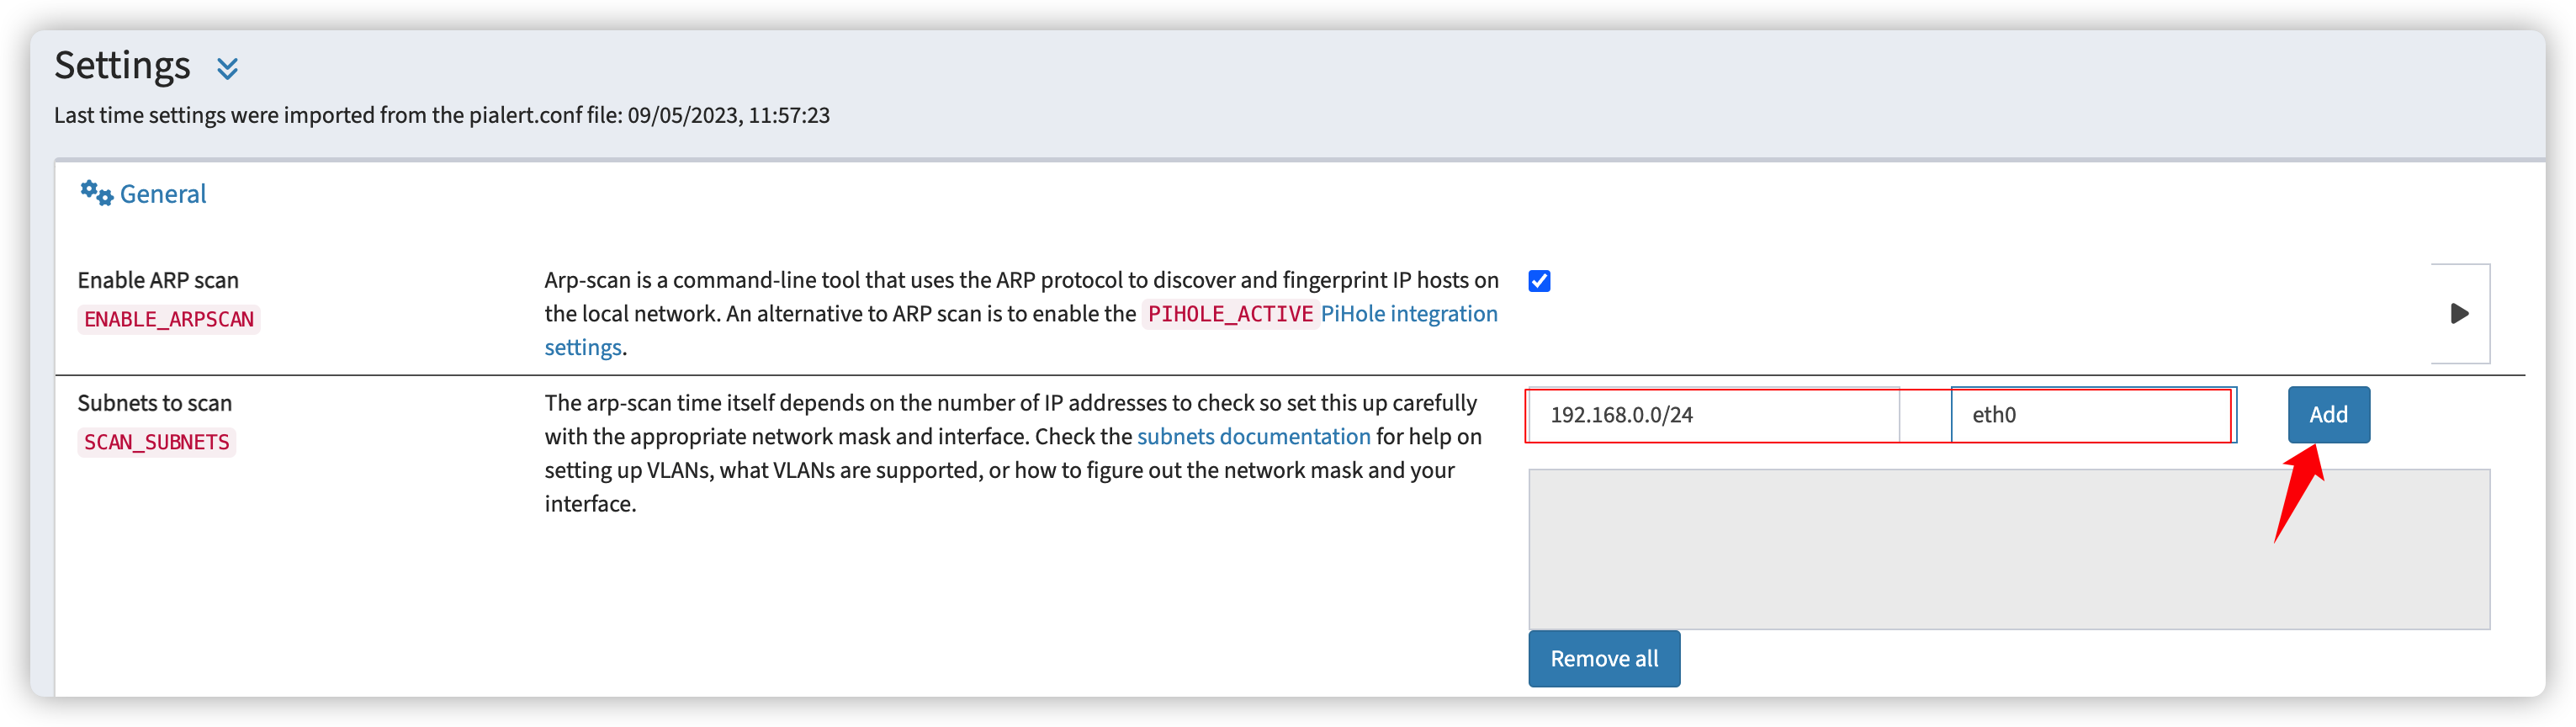 Settings
Last time settings were imported from the pialert.conf file: 09/05/2023, 11:57:23
General
Enable ARP scan
ENABLE_ARPSCAN
Arp-scan is a command-line tool that uses the ARP protocol to discover and fingerprint IP hosts on
the local network. An alternative to ARP scan is to enable the PIHOLE_ACTIVE PiHole integration
settings.
Subnets to scan
SCAN_SUBNETS
The arp-scan time itself depends on the number of IP addresses to check so set this up carefully
with the appropriate network mask and interface. Check the subnets documentation for help on
setting up VLANs, what VLANs are supported, or how to figure out the network mask and your
interface.
192.168.0.0/24
eth0
Add
Remove all